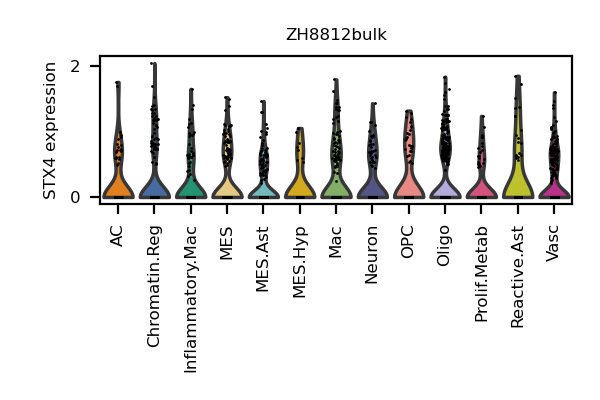 ZH8812bulk
STX4 expression
2
0
AC
Chromatin.Reg
Inflammatory.Mac
MES
MES.Ast
MES.Hyp
Mac
Neuron
OPC
Oligo
Prolif.Metab
Reactive.Ast
Vasc